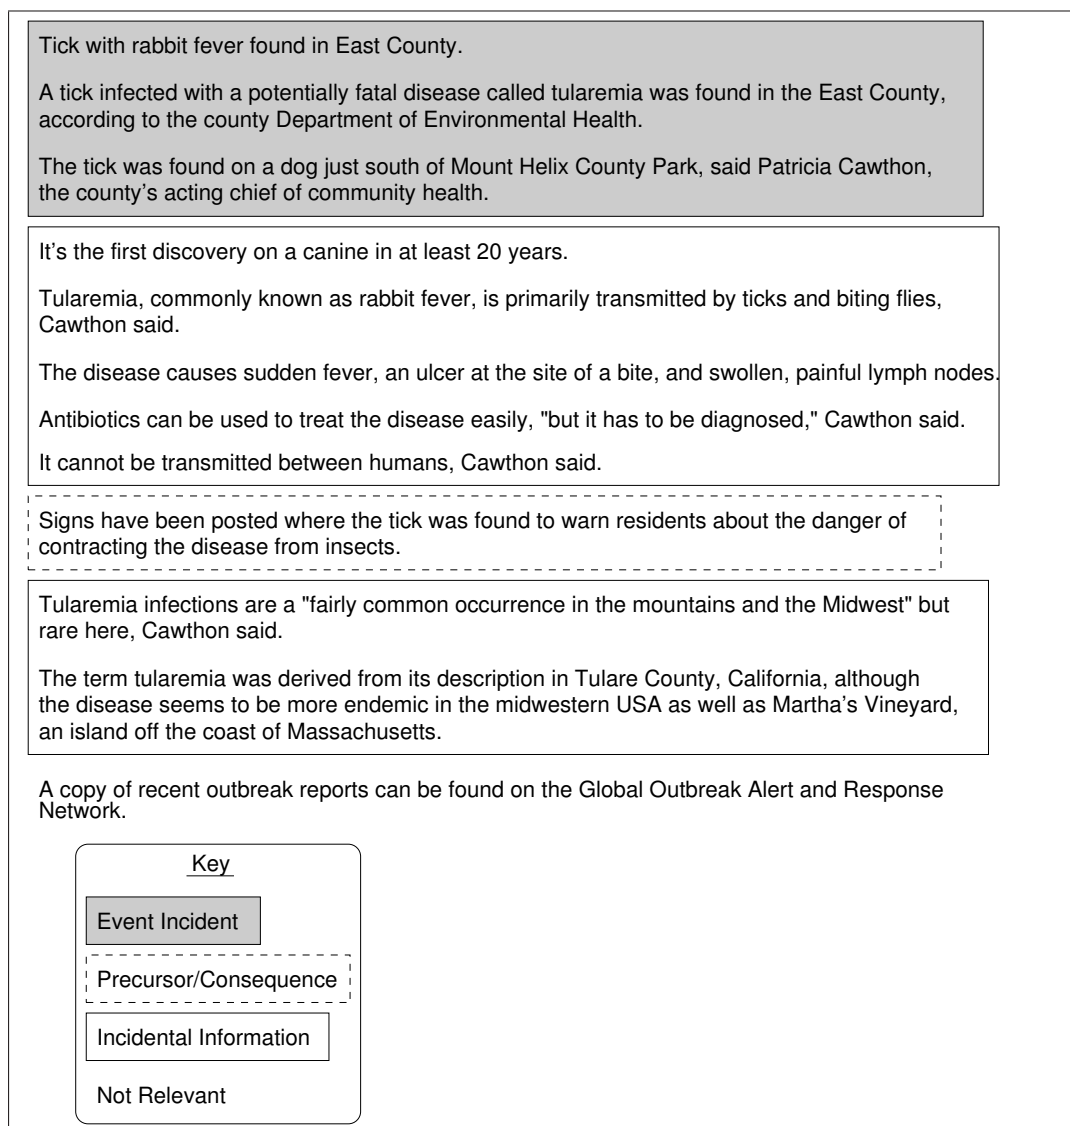 Tick with rabbit fever found in East County.
A tick infected with a potentially fatal disease called tularemia was found in the East County,
according to the county Department of Environmental Health.
The tick was found on a dog just south of Mount Helix County Park, said Patricia Cawthon,
the county's acting chief of community health.
It's the first discovery on a canine in at least 20 years.
Tularemia, commonly known as rabbit fever, is primarily transmitted by ticks and biting flies,
Cawthon said.
The disease causes sudden fever, an ulcer at the site of a bite, and swollen, painful lymph nodes.
Antibiotics can be used to treat the disease easily, "but it has to be diagnosed," Cawthon said.
It cannot be transmitted between humans, Cawthon said.
Signs have been posted where the tick was found to warn residents about the danger of
contracting the disease from insects.
Tularemia infections are a "fairly common occurrence in the mountains and the Midwest" but
rare here, Cawthon said.
The term tularemia was derived from its description in Tulare County, California, although
the disease seems to be more endemic in the midwestern USA as well as Martha's Vineyard,
an island off the coast of Massachusetts.
A copy of recent outbreak reports can be found on the Global Outbreak Alert and Response
Network.
Key
Event Incident
Precursor/Consequence
Incidental Information
Not Relevant